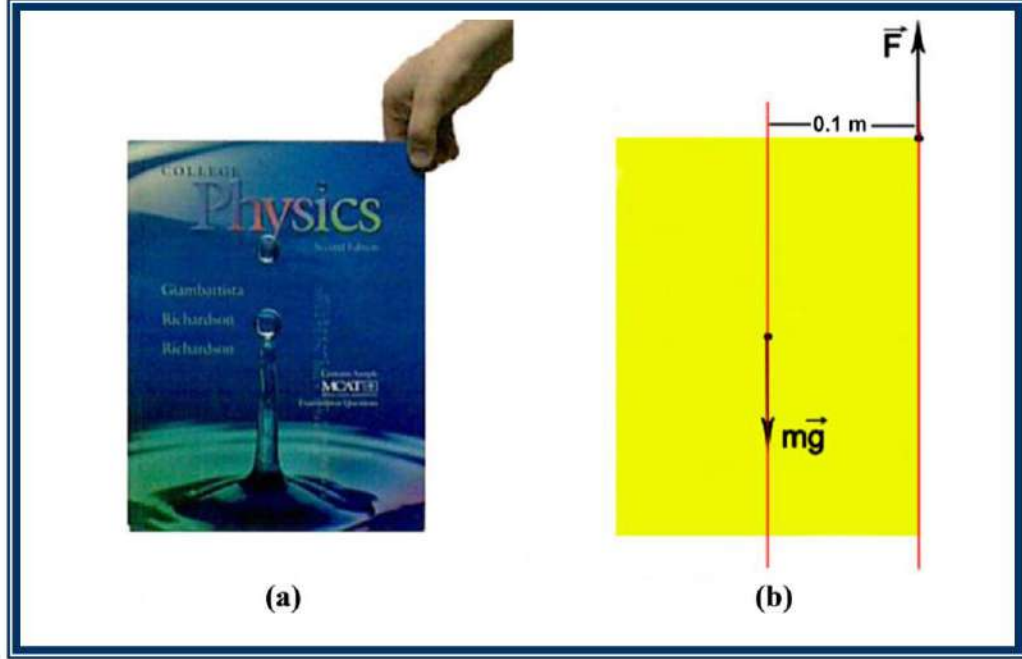 COLLEGE
Physics
Second Edition
Giambattista
Richardson
Richardson
MCAT
F
0.1 m
mg
(a)
(b)